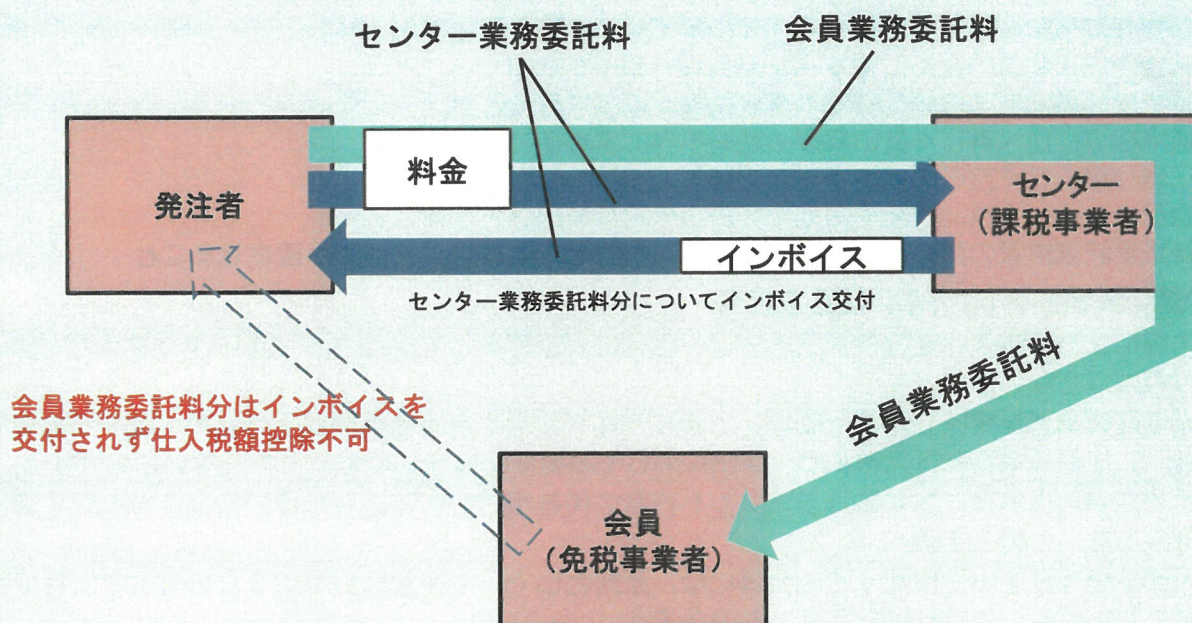 センター業務委託料
会員業務委託料
発注者
料金
センター
（課税事業者）
インボイス
センター業務委託料分についてインボイス交付
会員業務委託料
会員業務委託料分はインボイスを
交付されず仕入税額控除不可
会員
（免税事業者）